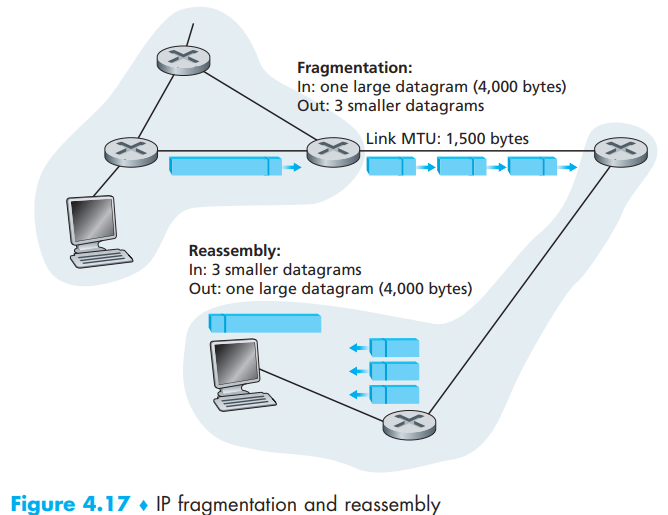 Fragmentation:
In: one large datagram (4,000 bytes)
Out: 3 smaller datagrams
Link MTU: 1,500 bytes
Reassembly:
In: 3 smaller datagrams
Out: one large datagram (4,000 bytes)
Figure 4.17 ♦ IP fragmentation and reassembly